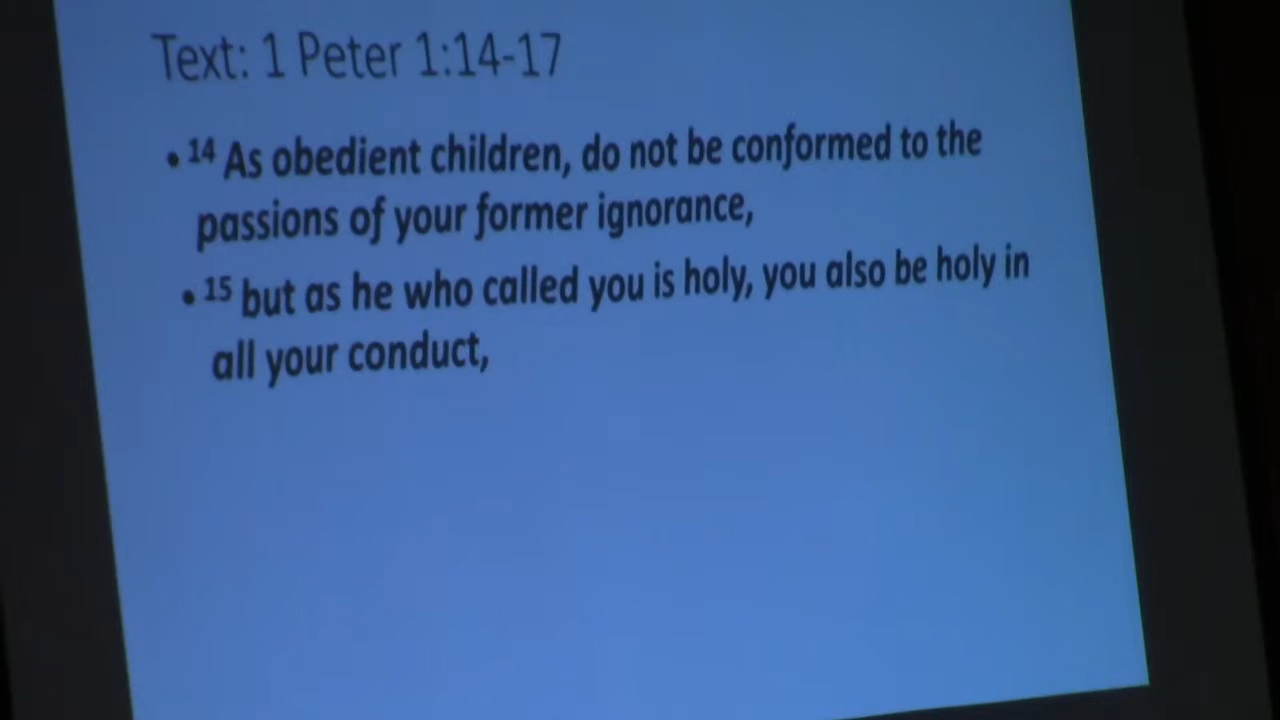 Text: 1 Peter 1:14-17
• 14 As obedient children, do not be conformed to the
passions of your former ignorance,
• 15 but as he who called you is holy, you also be holy in
all your conduct,